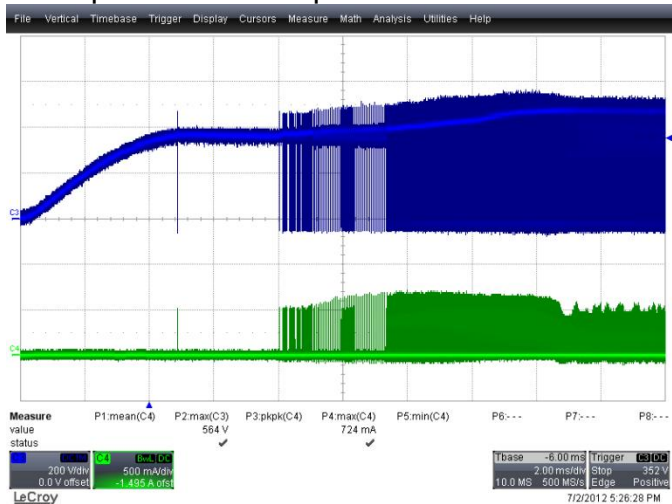 File Vertical Timebase Trigger Display Cursors Measure Math Analysis Utilities Help
C3
C4
Measure P1:mean(C4) P2:max(C3) P3:pkpk(C4) P4:max(C4) P5:min(C4) P6:- - - P7:- - - P8:- - -
value 564 V 724 mA
status
C4 BwL DC
200 V/div 500 mA/div
0.0 V offset -1.495 A ofst
Tbase -6.00 ms Trigger C3 DC
2.00 ms/div Stop 352 V
10.0 MS 500 MS/s Edge Positive
LeCroy 7/2/2012 5:26:28 PM